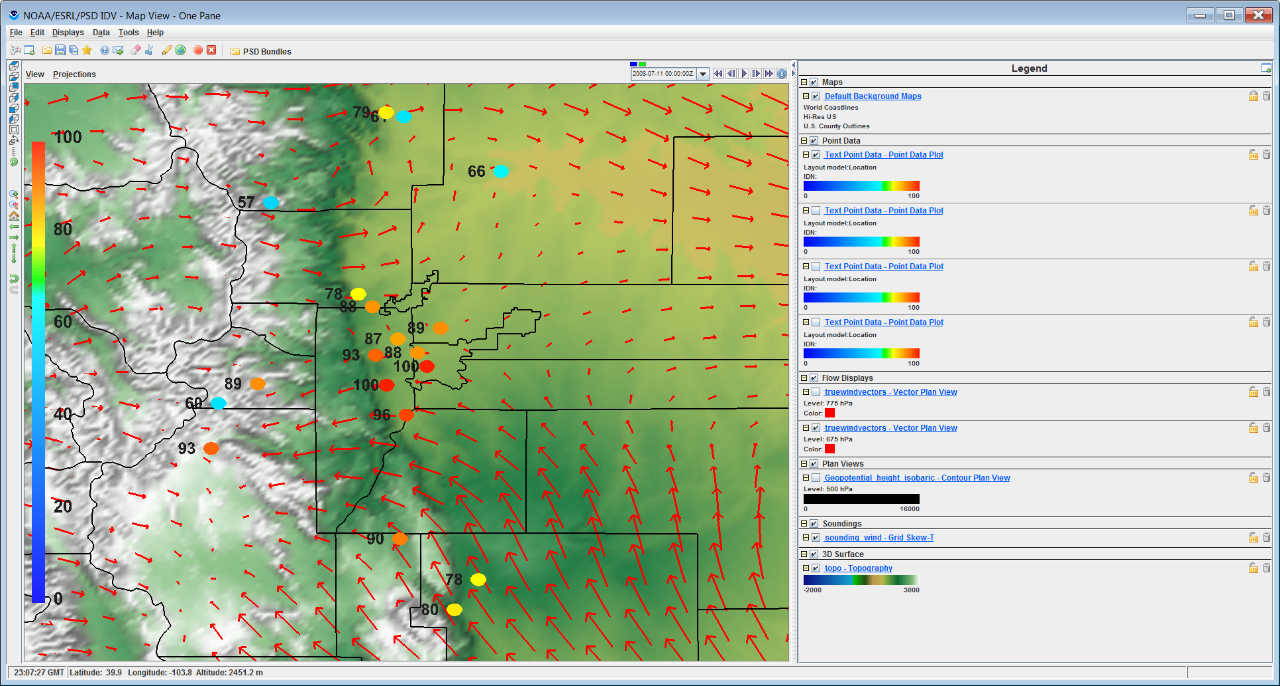 NOAA/ESRL/PSD IDV - Map View - One Pane
File Edit Displays Data Tools Help
PSD Bundles
View Projections
2008-07-11 00:00:00Z
100
80
60
40
20
0
79
61
66
57
78
88
89
87
93
88
100
100
89
60
96
93
90
78
80
Legend
Maps
Default Background Maps
World Coastlines
Hi-Res US
U.S. County Outlines
Point Data
Text Point Data - Point Data Plot
Layout model:Location
IDN:
0 100
Text Point Data - Point Data Plot
Layout model:Location
IDN:
0 100
Text Point Data - Point Data Plot
Layout model:Location
IDN:
0 100
Text Point Data - Point Data Plot
Layout model:Location
IDN:
0 100
Flow Displays
truewindvectors - Vector Plan View
Level: 775 hPa
Color:
truewindvectors - Vector Plan View
Level: 675 hPa
Color:
Plan Views
Geopotential_height_isobaric - Contour Plan View
Level: 500 hPa
0 16000
Soundings
sounding_wind - Grid Skew-T
3D Surface
topo - Topography
-2000 3000
23:07:27 GMT Latitude: 39.9 Longitude: -103.8 Altitude: 2451.2 m